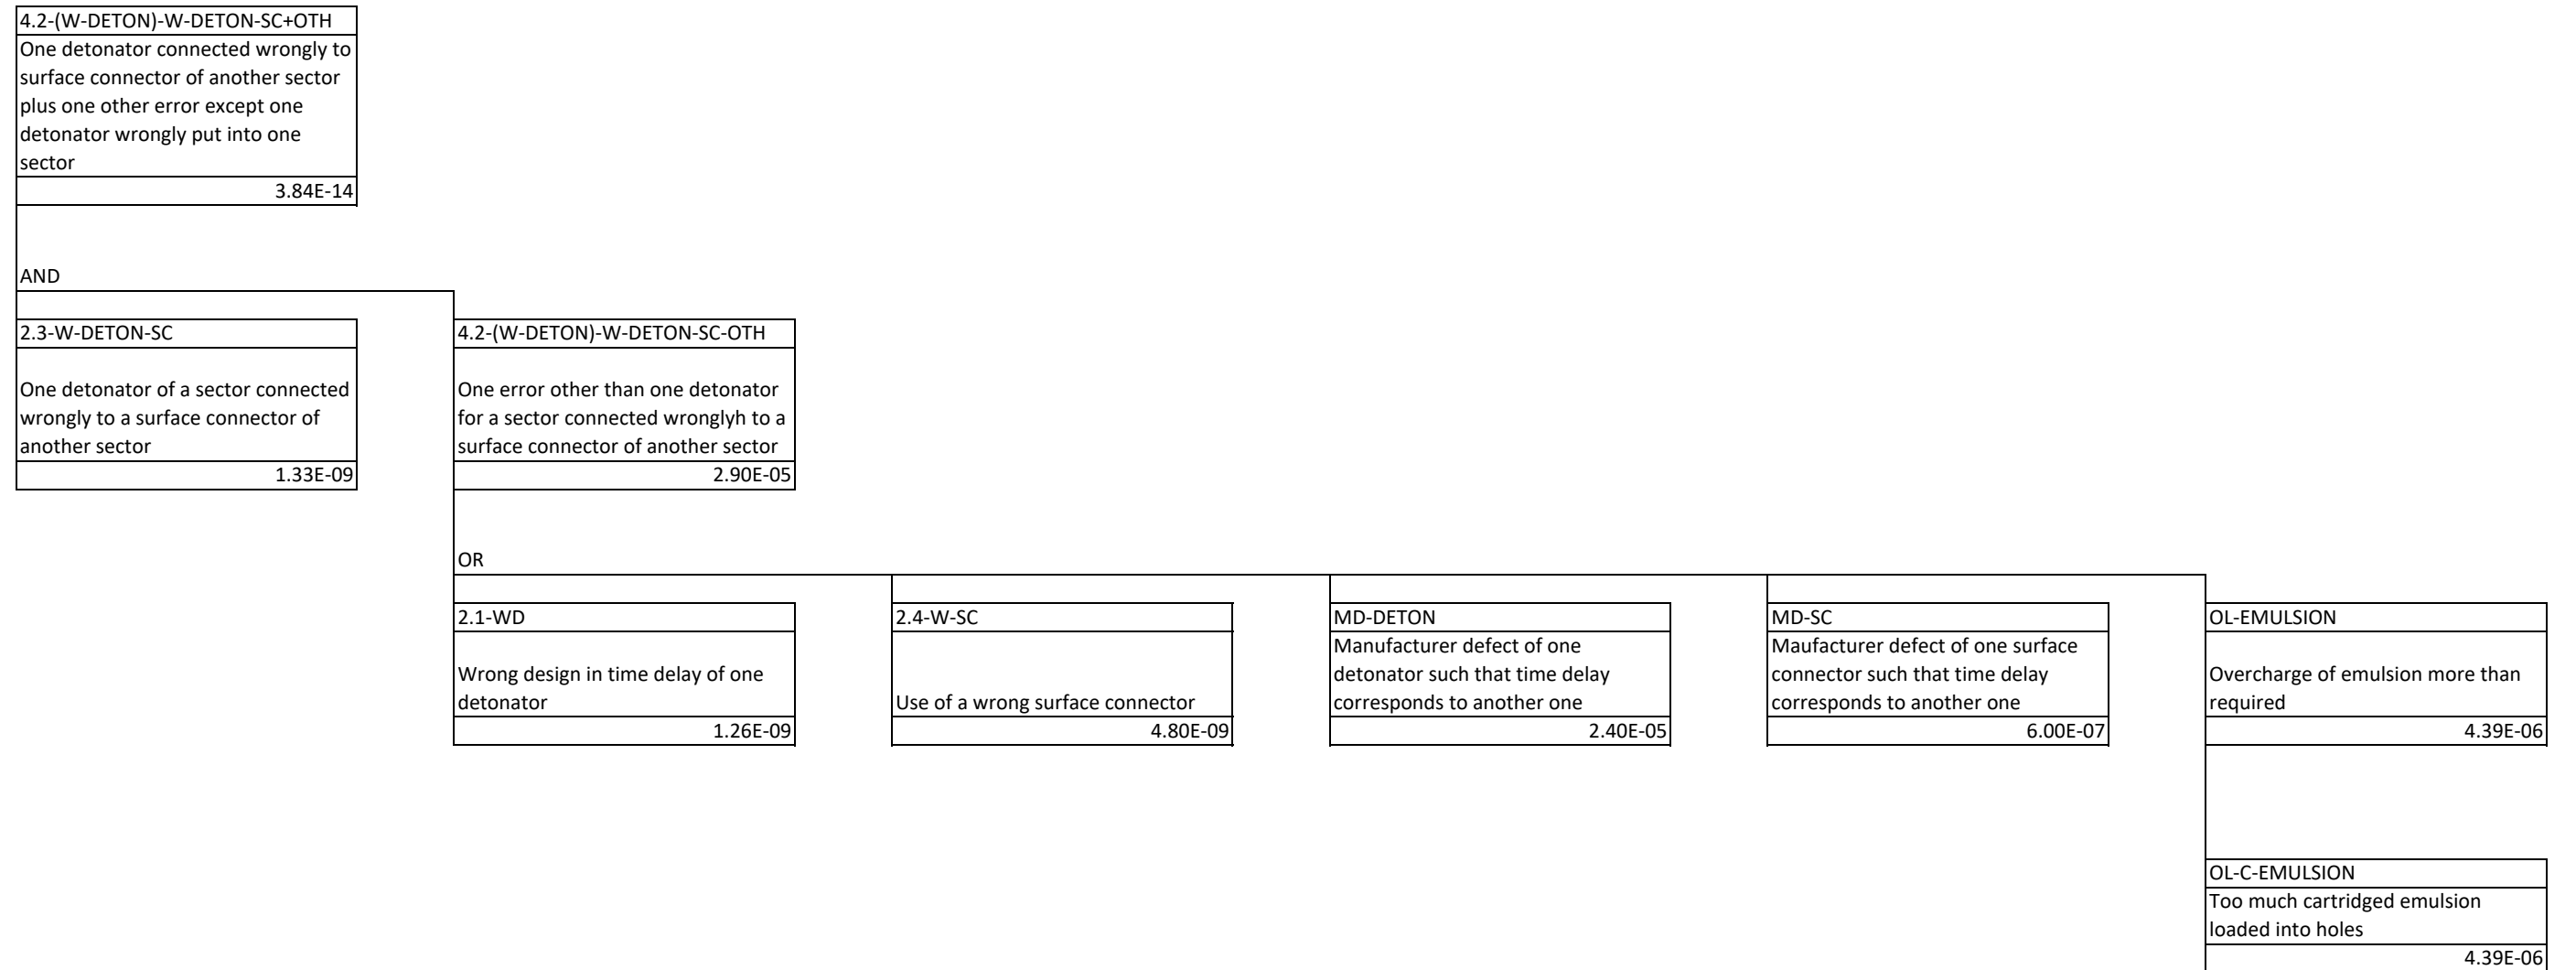 4.2-(W-DETON)-W-DETON-SC+OTH
One detonator connected wrongly to
surface connector of another sector
plus one other error except one
detonator wrongly put into one
sector
3.84E-14
AND
2.3-W-DETON-SC
One detonator of a sector connected
wrongly to a surface connector of
another sector
1.33E-09
4.2-(W-DETON)-W-DETON-SC-OTH
One error other than one detonator
for a sector connected wronglyh to a
surface connector of another sector
2.90E-05
OR
2.1-WD
Wrong design in time delay of one
detonator
1.26E-09
2.4-W-SC
Use of a wrong surface connector
4.80E-09
MD-DETON
Manufacturer defect of one
detonator such that time delay
corresponds to another one
2.40E-05
MD-SC
Maufacturer defect of one surface
connector such that time delay
corresponds to another one
6.00E-07
OL-EMULSION
Overcharge of emulsion more than
required
4.39E-06
OL-C-EMULSION
Too much cartridged emulsion
loaded into holes
4.39E-06